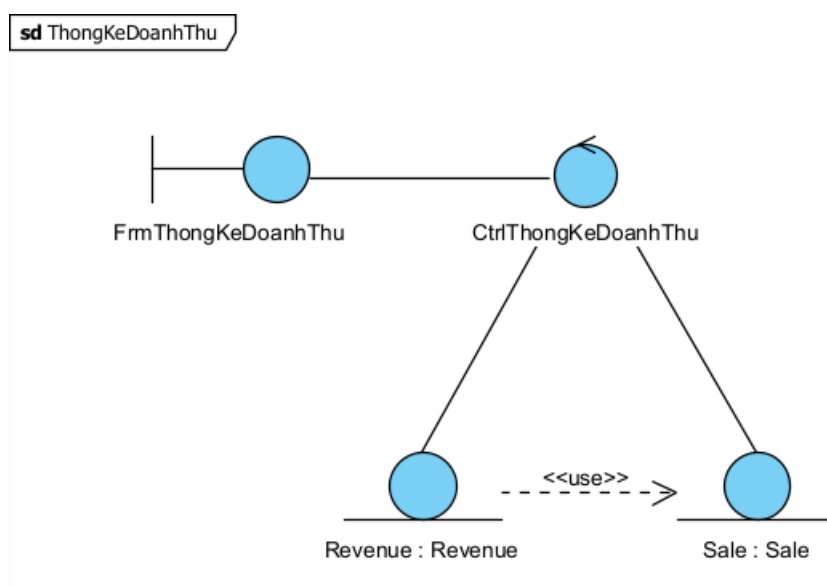 sd ThongKeDoanhThu
FrmThongKeDoanhThu
CtrlThongKeDoanhThu
<<use>>
Revenue : Revenue
Sale : Sale